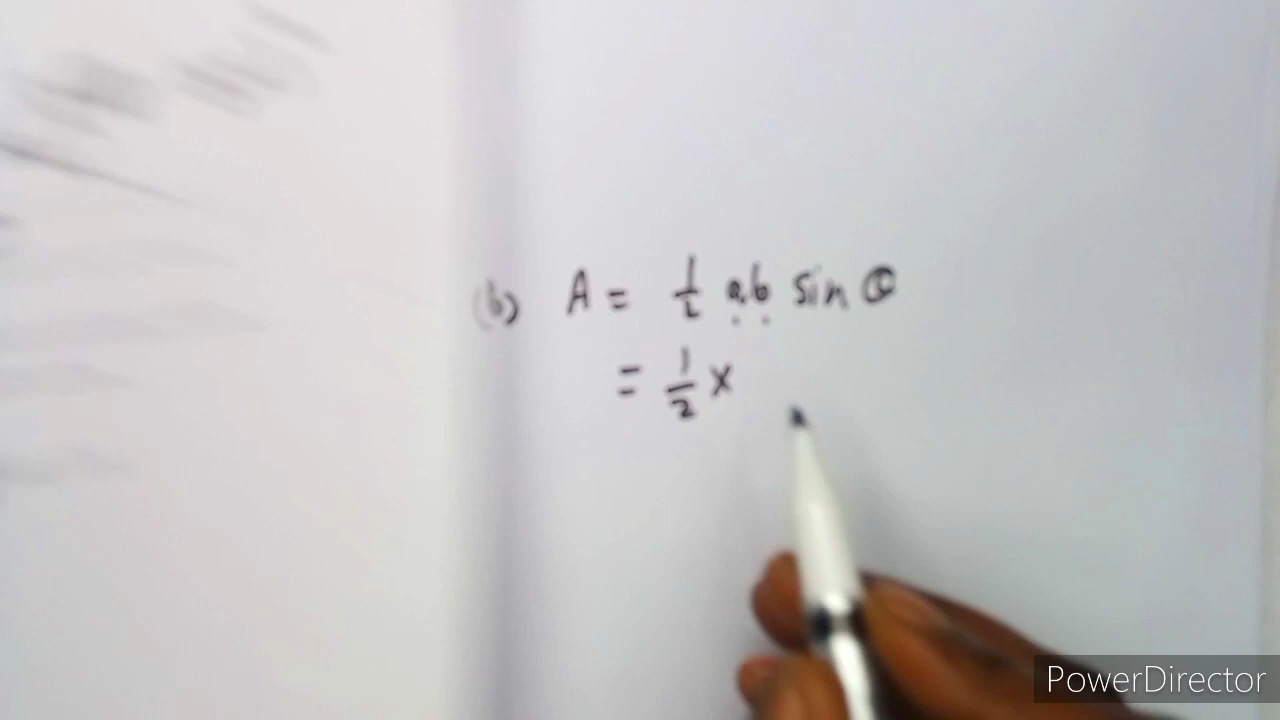 (b) A = 1/2 ab sin θ
= 1/2 ×
PowerDirector